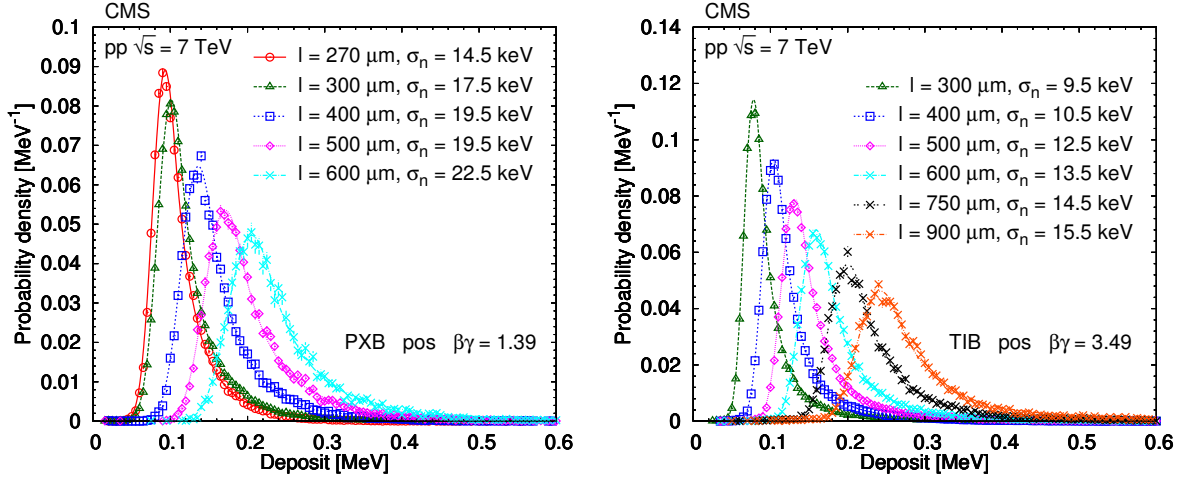 CMS
pp √s = 7 TeV
l = 270 μm, σn = 14.5 keV
l = 300 μm, σn = 17.5 keV
l = 400 μm, σn = 19.5 keV
l = 500 μm, σn = 19.5 keV
l = 600 μm, σn = 22.5 keV
PXB pos βγ = 1.39
Probability density [MeV⁻¹]
0.1
0.09
0.08
0.07
0.06
0.05
0.04
0.03
0.02
0.01
0
0 0.1 0.2 0.3 0.4 0.5 0.6
Deposit [MeV]
CMS
pp √s = 7 TeV
l = 300 μm, σn = 9.5 keV
l = 400 μm, σn = 10.5 keV
l = 500 μm, σn = 12.5 keV
l = 600 μm, σn = 13.5 keV
l = 750 μm, σn = 14.5 keV
l = 900 μm, σn = 15.5 keV
TIB pos βγ = 3.49
Probability density [MeV⁻¹]
0.14
0.12
0.1
0.08
0.06
0.04
0.02
0
0 0.1 0.2 0.3 0.4 0.5 0.6
Deposit [MeV]